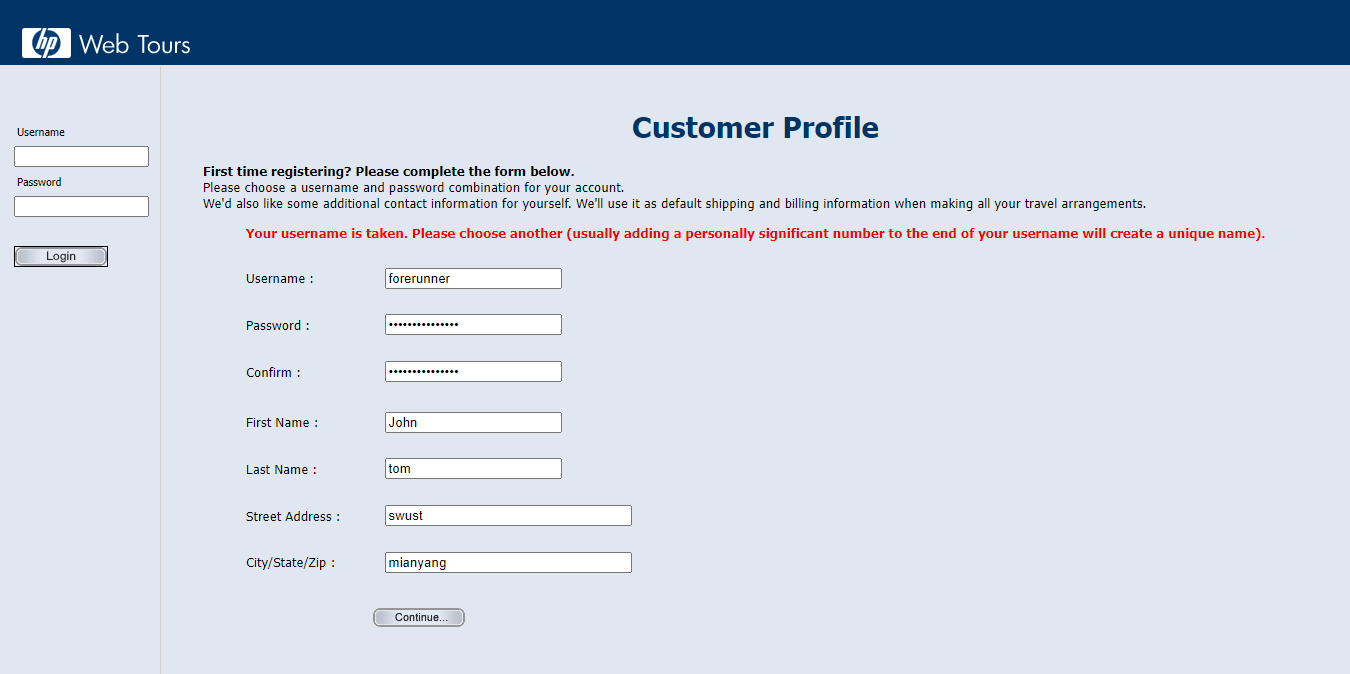 hp Web Tours
Username
Password
Login
Customer Profile
First time registering? Please complete the form below.
Please choose a username and password combination for your account.
We'd also like some additional contact information for yourself. We'll use it as default shipping and billing information when making all your travel arrangements.
Your username is taken. Please choose another (usually adding a personally significant number to the end of your username will create a unique name).
Username : forerunner
Password : •••••••••••••••
Confirm : •••••••••••••••
First Name : John
Last Name : tom
Street Address : swust
City/State/Zip : mianyang
Continue...